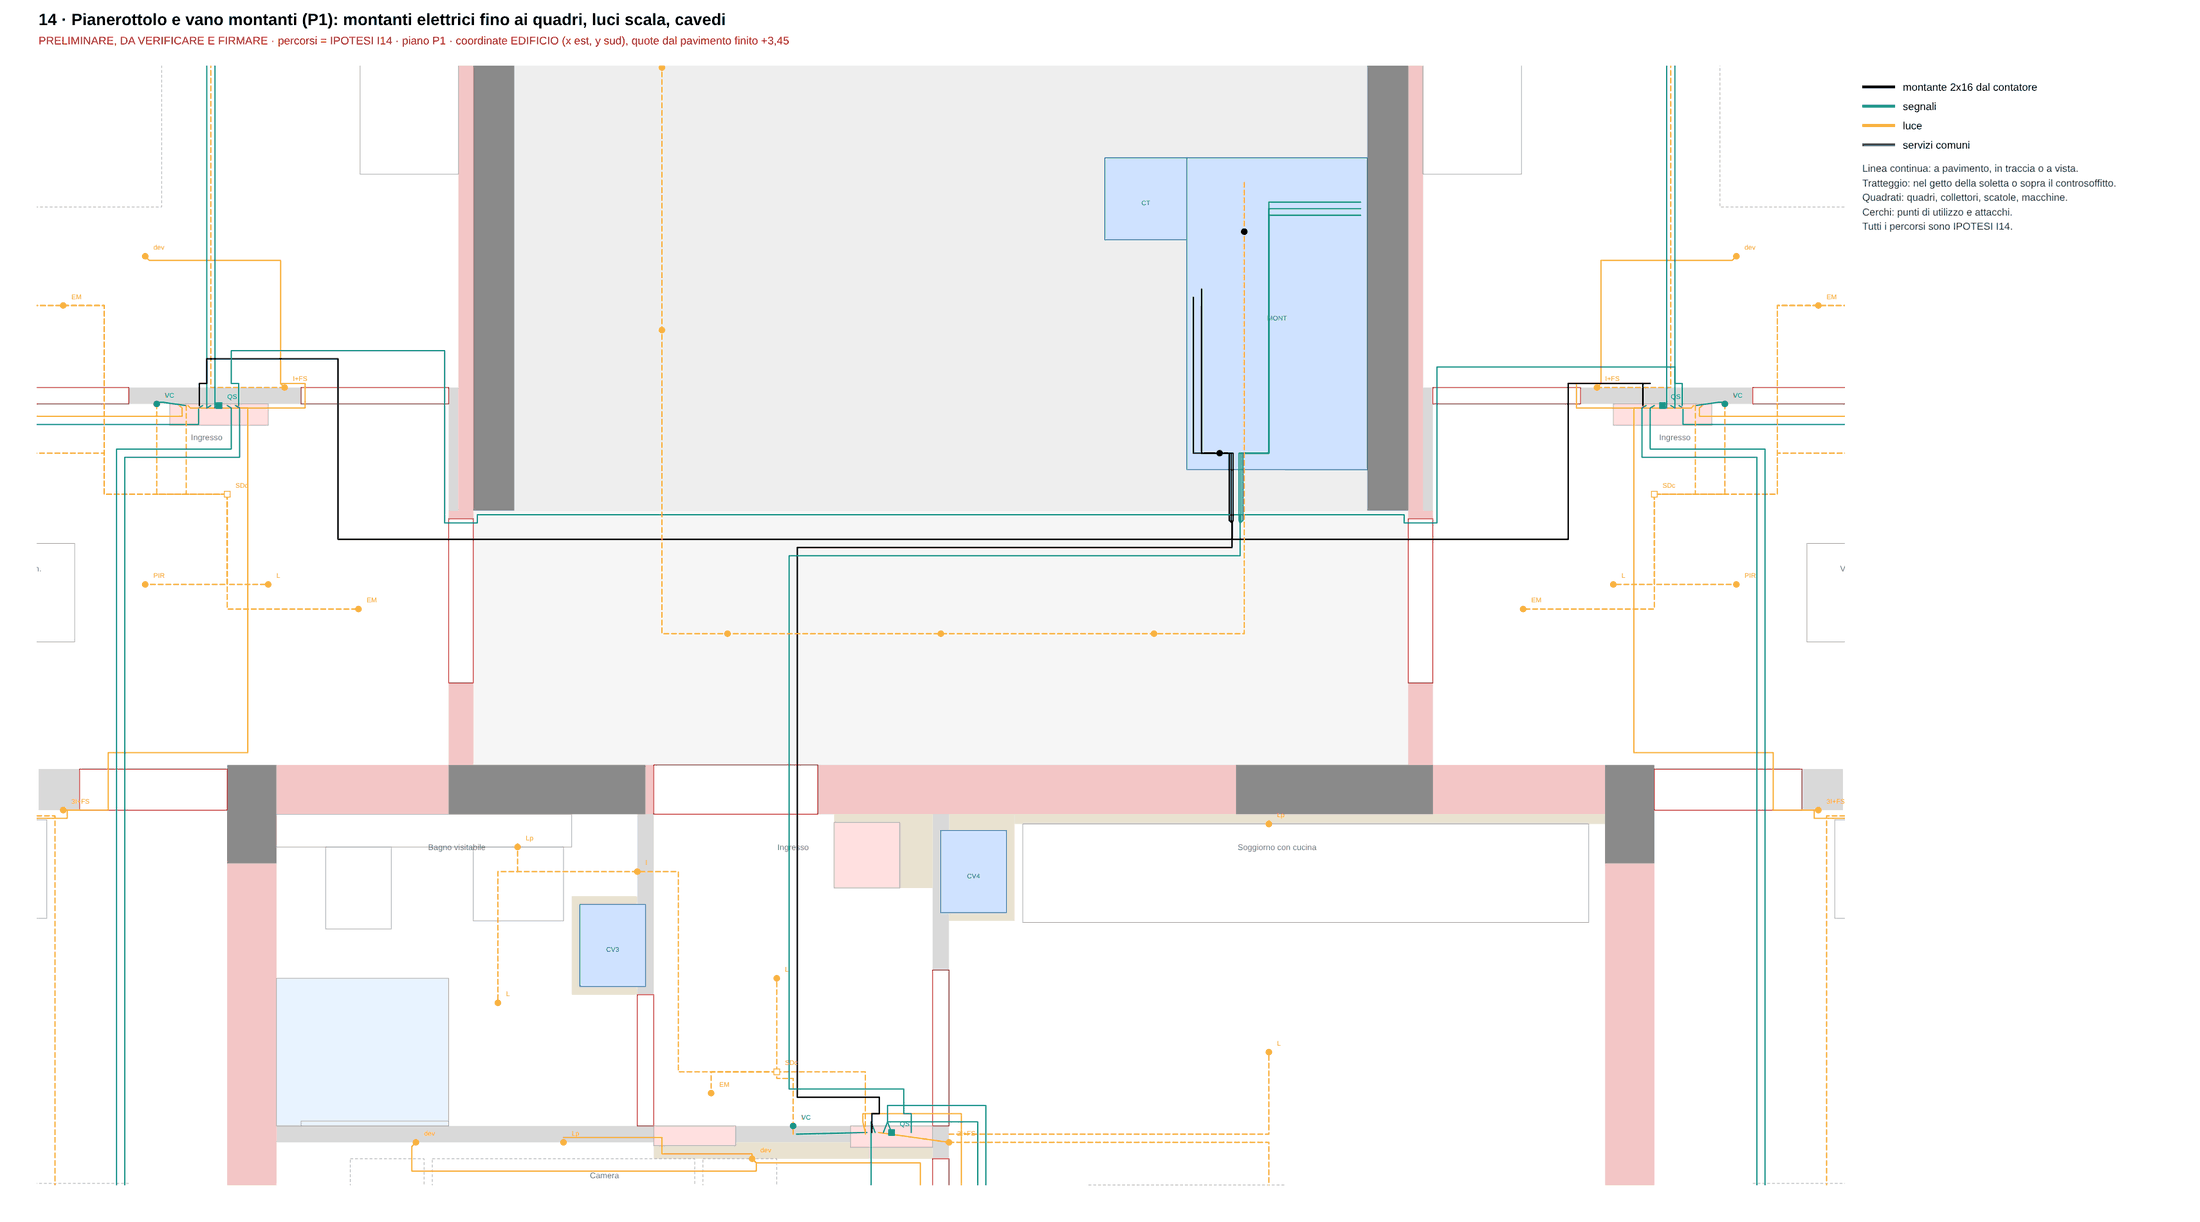 14 · Pianerottolo e vano montanti (P1): montanti elettrici fino ai quadri, luci scala, cavedi
PRELIMINARE, DA VERIFICARE E FIRMARE · percorsi = IPOTESI I14 · piano P1 · coordinate EDIFICIO (x est, y sud), quote dal pavimento finito +3,45
montante 2x16 dal contatore
segnali
luce
servizi comuni
Linea continua: a pavimento, in traccia o a vista.
Tratteggio: nel getto della soletta o sopra il controsoffitto.
Quadrati: quadri, collettori, scatole, macchine.
Cerchi: punti di utilizzo e attacchi.
Tutti i percorsi sono IPOTESI I14.
CT
dev
dev
EM
EM
MONT
I+FS
I+FS
VC
QS
QS
VC
Ingresso
Ingresso
SDc
SDc
PIR
L
L
PIR
EM
EM
Lp
Bagno visitabile
Ingresso
Soggiorno con cucina
CV4
CV3
L
L
L
SDc
EM
VC
QS
dev
Lp
dev
Camera